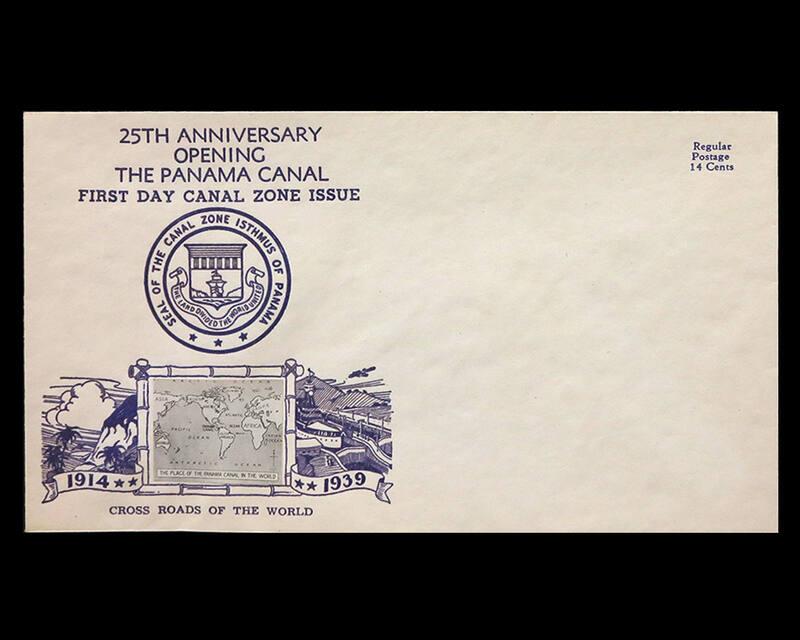 25TH ANNIVERSARY
OPENING
THE PANAMA CANAL
FIRST DAY CANAL ZONE ISSUE
Regular
Postage
14 Cents
SEAL OF THE CANAL ZONE ISTHMUS OF PANAMA
THE LAND DIVIDED THE WORLD UNITED
ASIA
ATLANTIC
PACIFIC
OCEAN
AFRICA
ANTARCTIC OCEAN
THE PLACE OF THE PANAMA CANAL IN THE WORLD
1914 ★★
★★ 1939
CROSS ROADS OF THE WORLD